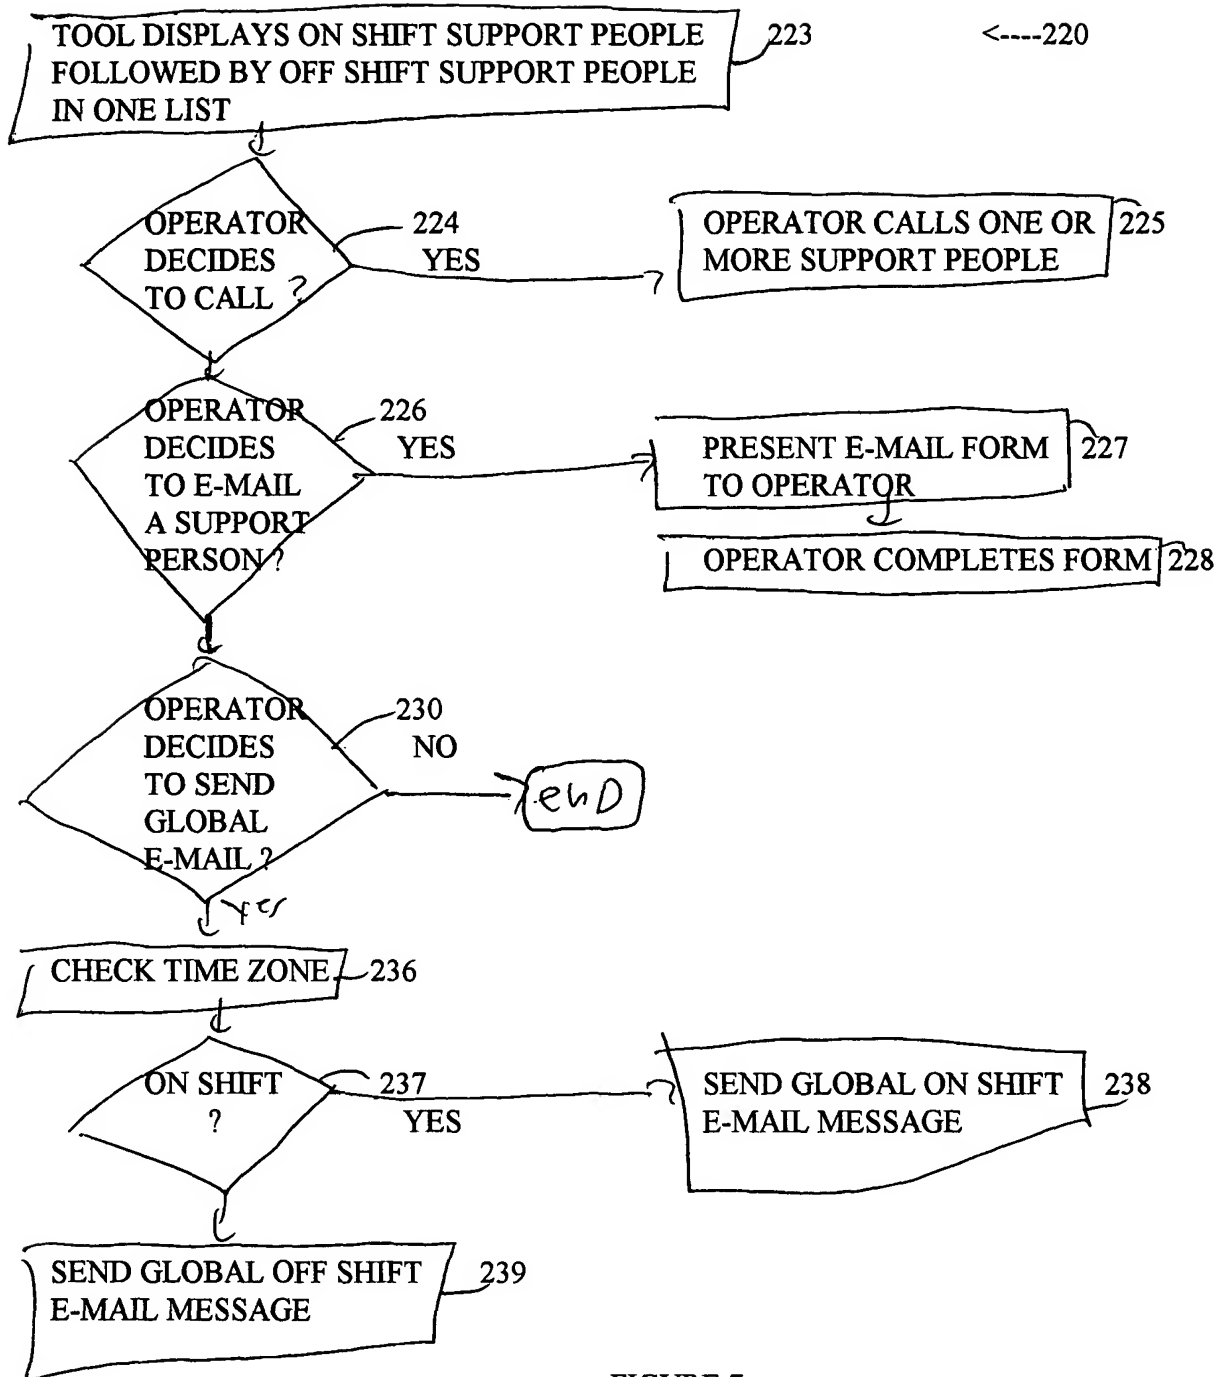 TOOL DISPLAYS ON SHIFT SUPPORT PEOPLE 223 <----220
FOLLOWED BY OFF SHIFT SUPPORT PEOPLE
IN ONE LIST
OPERATOR 224
DECIDES YES
TO CALL ?
OPERATOR CALLS ONE OR 225
MORE SUPPORT PEOPLE
OPERATOR 226
DECIDES YES
TO E-MAIL
A SUPPORT
PERSON ?
PRESENT E-MAIL FORM 227
TO OPERATOR
OPERATOR COMPLETES FORM 228
OPERATOR 230
DECIDES NO
TO SEND
GLOBAL
E-MAIL ?
enD
Yes
CHECK TIME ZONE 236
ON SHIFT 237
? YES
SEND GLOBAL ON SHIFT 238
E-MAIL MESSAGE
SEND GLOBAL OFF SHIFT 239
E-MAIL MESSAGE